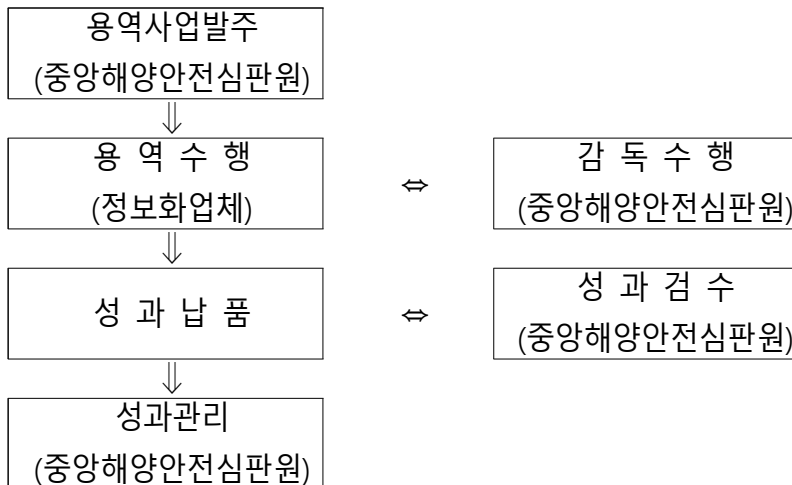 용역사업발주
(중앙해양안전심판원)
⇓
용 역 수 행
(정보화업체)
⇔
감 독 수 행
(중앙해양안전심판원)
⇓
성 과 납 품
⇔
성 과 검 수
(중앙해양안전심판원)
⇓
성과관리
(중앙해양안전심판원)